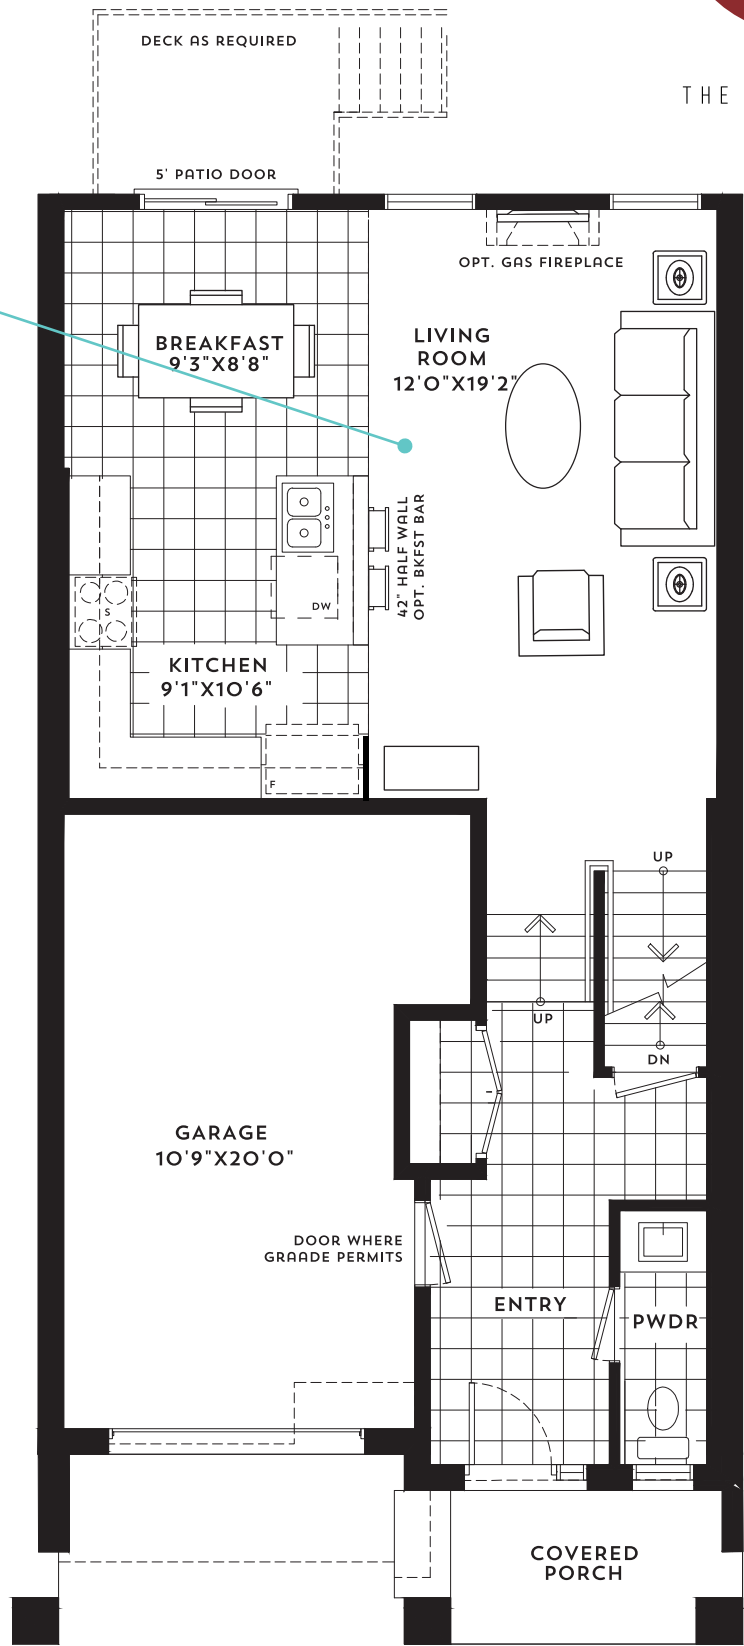 DECK AS REQUIRED
THE
5' PATIO DOOR
OPT. GAS FIREPLACE
BREAKFAST
9'3"X8'8"
LIVING
ROOM
12'0"X19'2"
42" HALF WALL
OPT. BKFST BAR
S
DW
KITCHEN
9'1"X10'6"
F
UP
UP
DN
GARAGE
10'9"X20'0"
DOOR WHERE
GRAADE PERMITS
ENTRY
PWDR
COVERED
PORCH